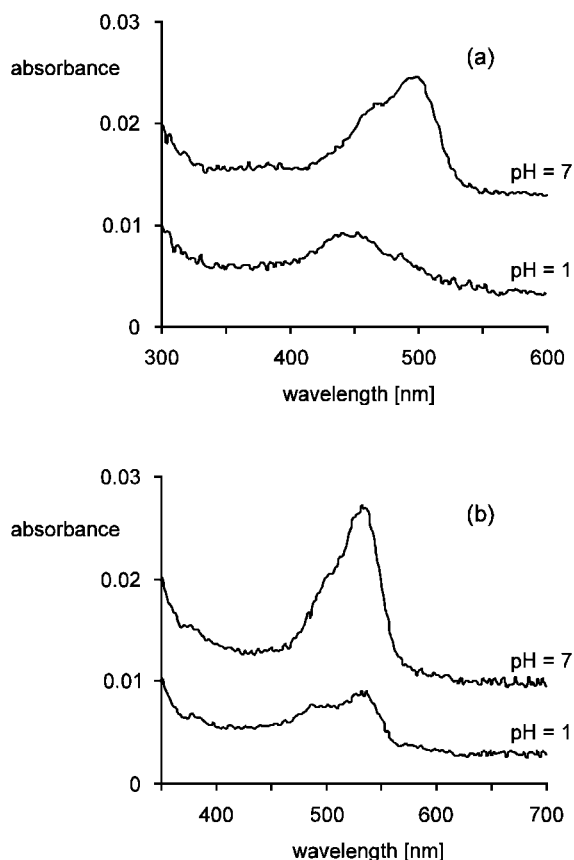 0.03
absorbance
(a)
0.02
pH = 7
0.01
pH = 1
0
300 400 500 600
wavelength [nm]
0.03
absorbance
(b)
0.02
pH = 7
0.01
pH = 1
0
400 500 600 700
wavelength [nm]